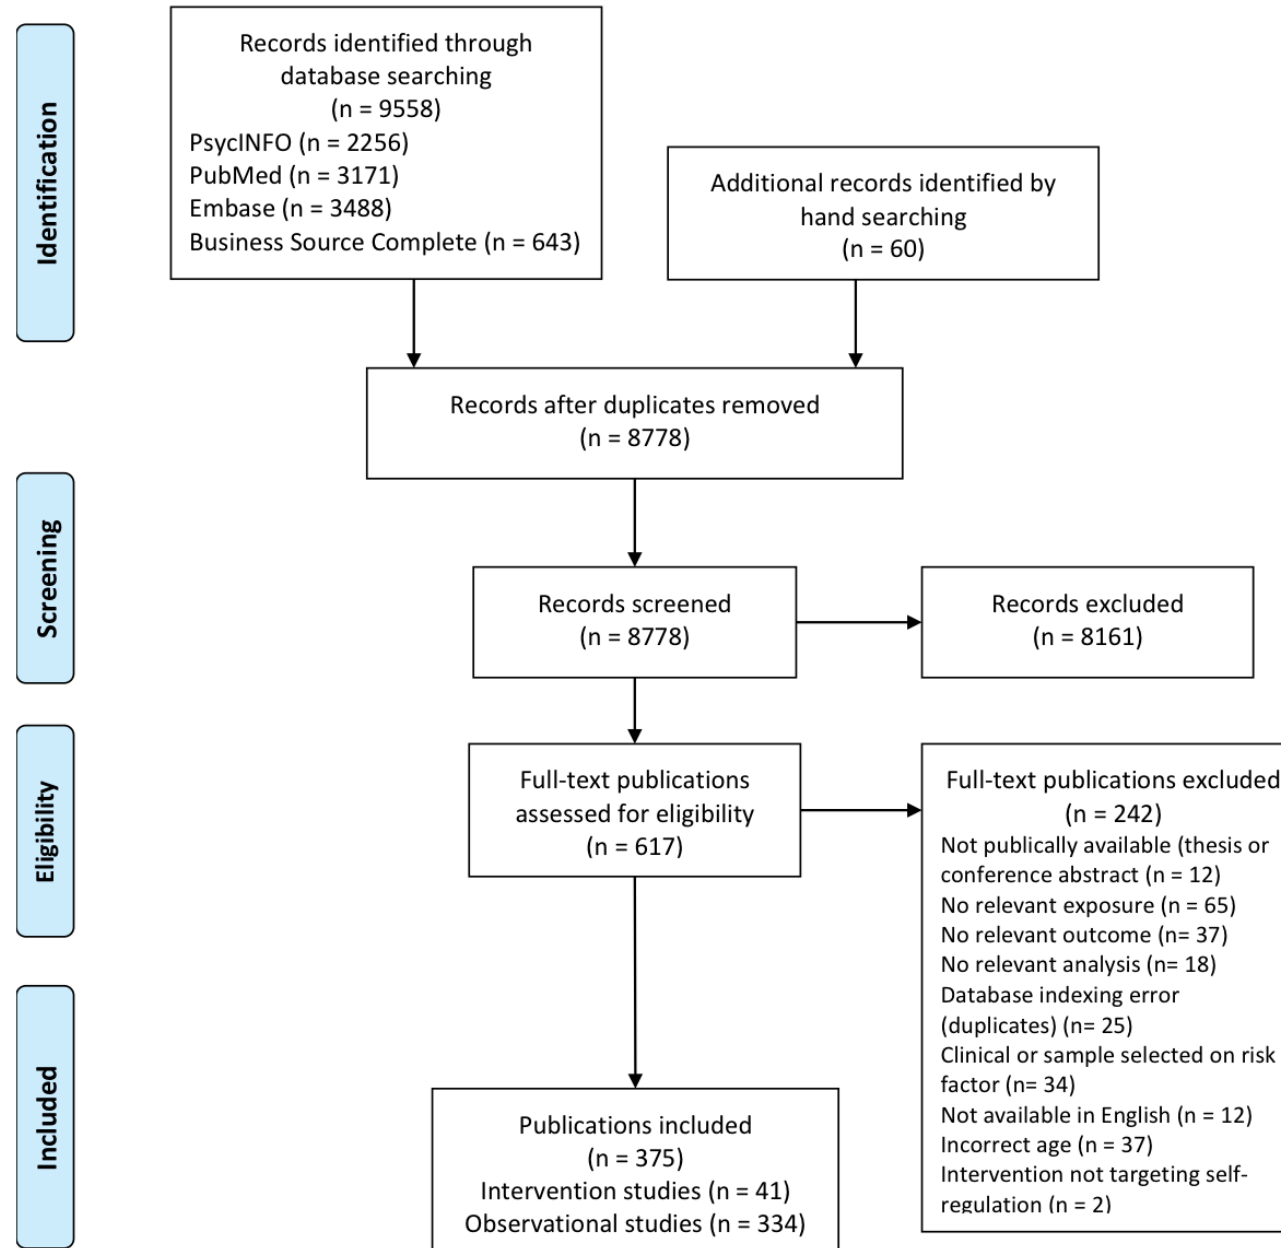 Identification
Records identified through
database searching
(n = 9558)
PsycINFO (n = 2256)
PubMed (n = 3171)
Embase (n = 3488)
Business Source Complete (n = 643)
Additional records identified by
hand searching
(n = 60)
Records after duplicates removed
(n = 8778)
Screening
Records screened
(n = 8778)
Records excluded
(n = 8161)
Eligibility
Full-text publications
assessed for eligibility
(n = 617)
Full-text publications excluded
(n = 242)
Not publically available (thesis or
conference abstract (n = 12)
No relevant exposure (n = 65)
No relevant outcome (n= 37)
No relevant analysis (n= 18)
Database indexing error
(duplicates) (n= 25)
Clinical or sample selected on risk
factor (n= 34)
Not available in English (n = 12)
Incorrect age (n = 37)
Intervention not targeting self-
regulation (n = 2)
Included
Publications included
(n = 375)
Intervention studies (n = 41)
Observational studies (n = 334)